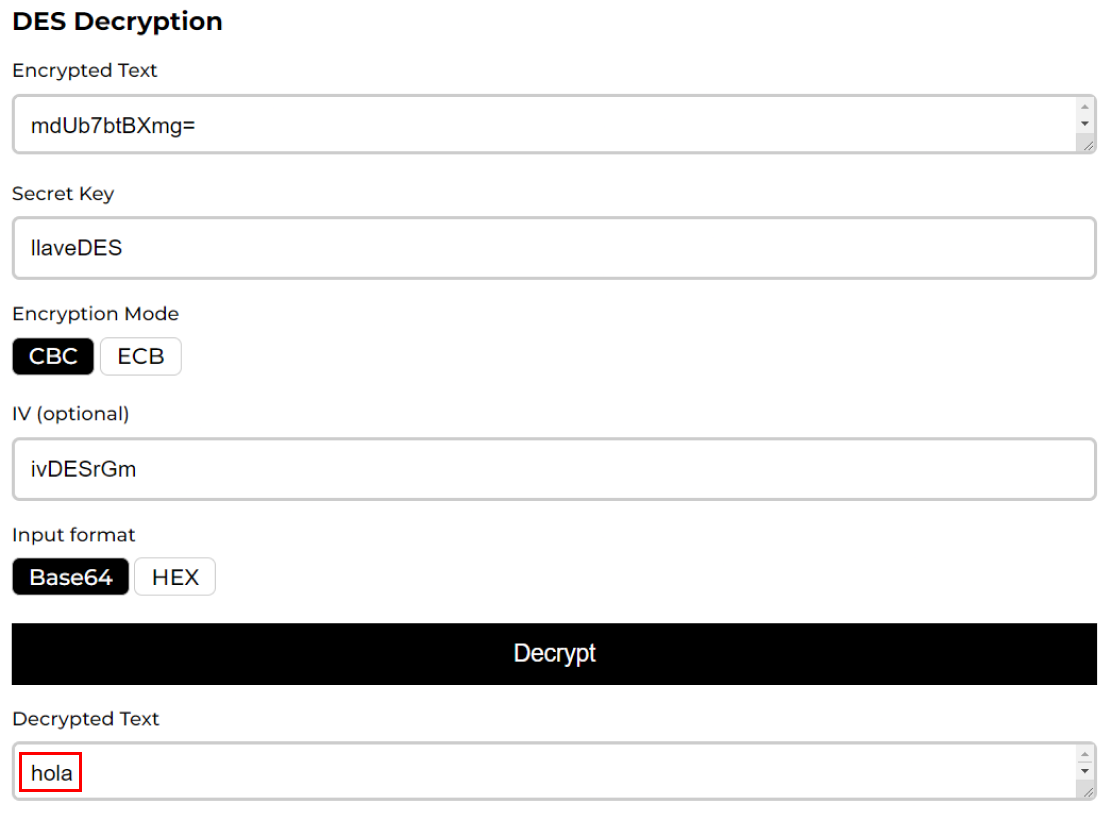 DES Decryption
Encrypted Text
mdUb7btBXmg=
Secret Key
llaveDES
Encryption Mode
CBC ECB
IV (optional)
ivDESrGm
Input format
Base64 HEX
Decrypt
Decrypted Text
hola